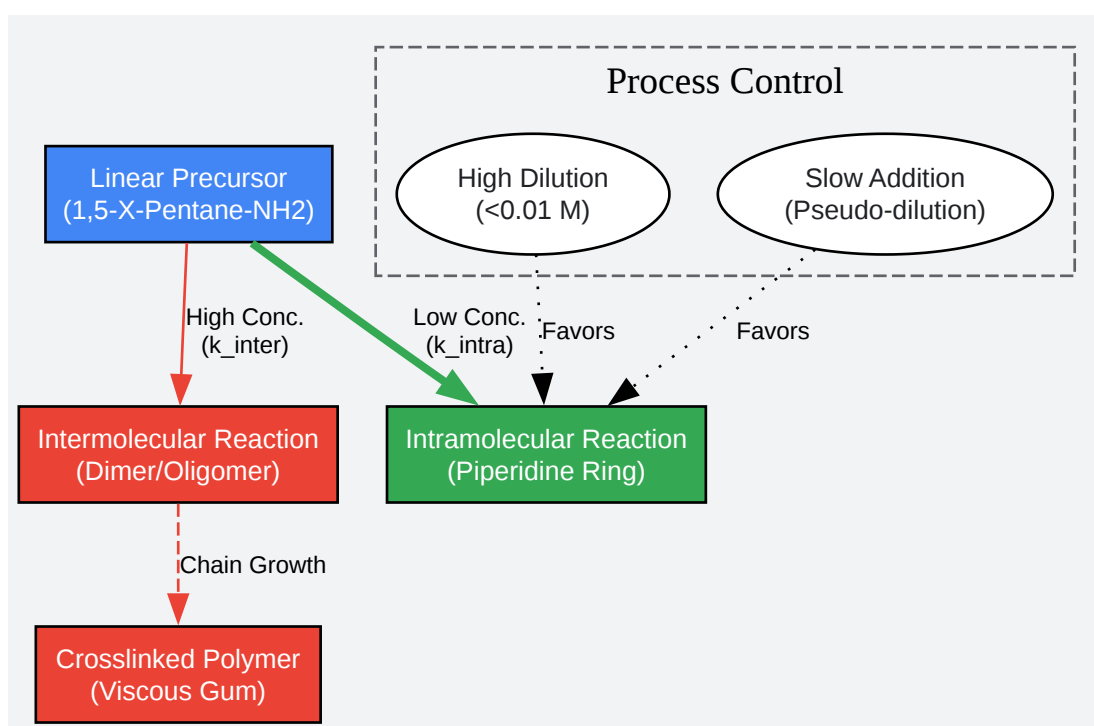 Process Control
Linear Precursor
(1,5-X-Pentane-NH2)
High Dilution
(<0.01 M)
Slow Addition
(Pseudo-dilution)
High Conc.
(k_inter)
Low Conc.
(k_intra)
Favors
Favors
Intermolecular Reaction
(Dimer/Oligomer)
Intramolecular Reaction
(Piperidine Ring)
Chain Growth
Crosslinked Polymer
(Viscous Gum)